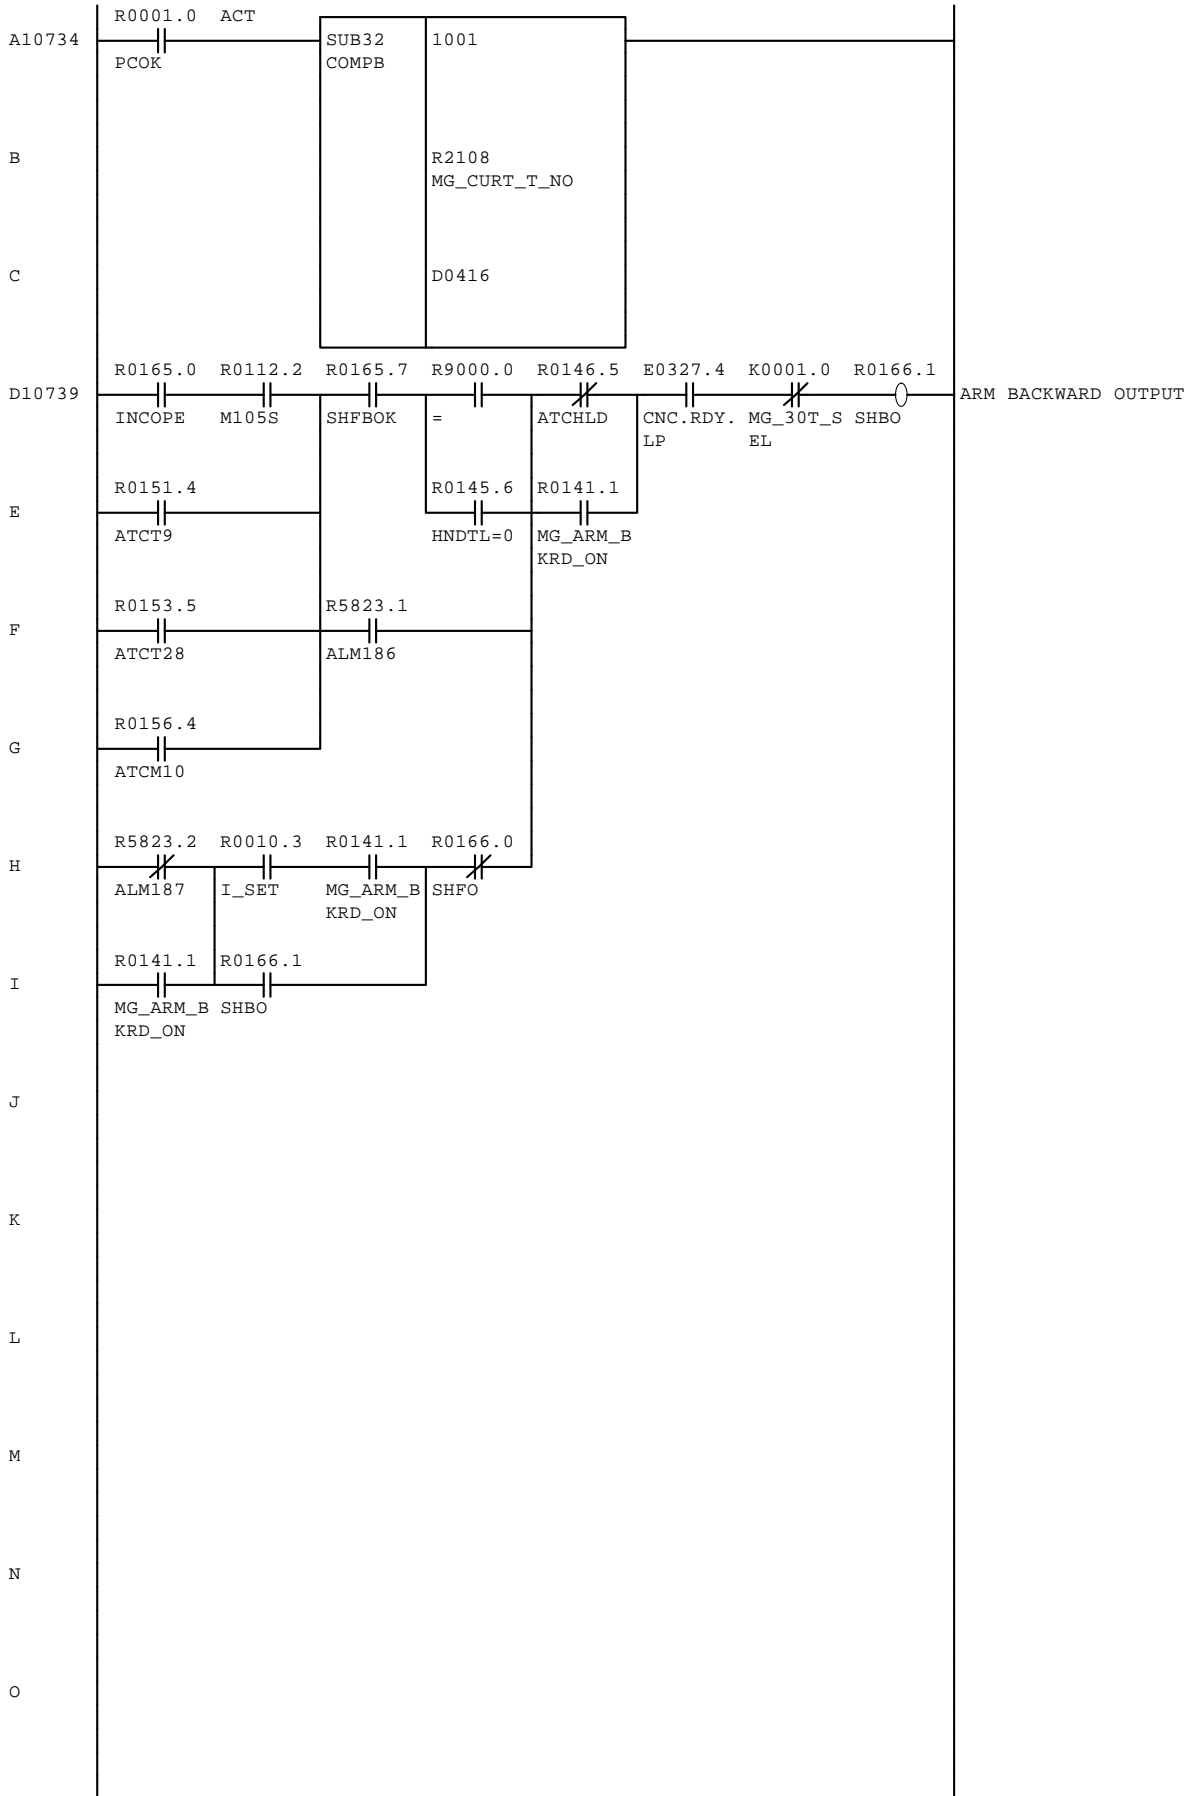 R0001.0 ACT
A10734 SUB32 1001
PCOK COMPB
B R2108
MG_CURT_T_NO
C D0416
R0165.0 R0112.2 R0165.7 R9000.0 R0146.5 E0327.4 K0001.0 R0166.1
D10739 ARM BACKWARD OUTPUT
INCOPE M105S SHFBOK = ATCHLD CNC.RDY. MG_30T_S SHBO
LP EL
R0151.4 R0145.6 R0141.1
E
ATCT9 HNDTL=0 MG_ARM_B
KRD_ON
R0153.5 R5823.1
F
ATCT28 ALM186
R0156.4
G
ATCM10
R5823.2 R0010.3 R0141.1 R0166.0
H
ALM187 I_SET MG_ARM_B SHFO
KRD_ON
R0141.1 R0166.1
I
MG_ARM_B SHBO
KRD_ON
J
K
L
M
N
O